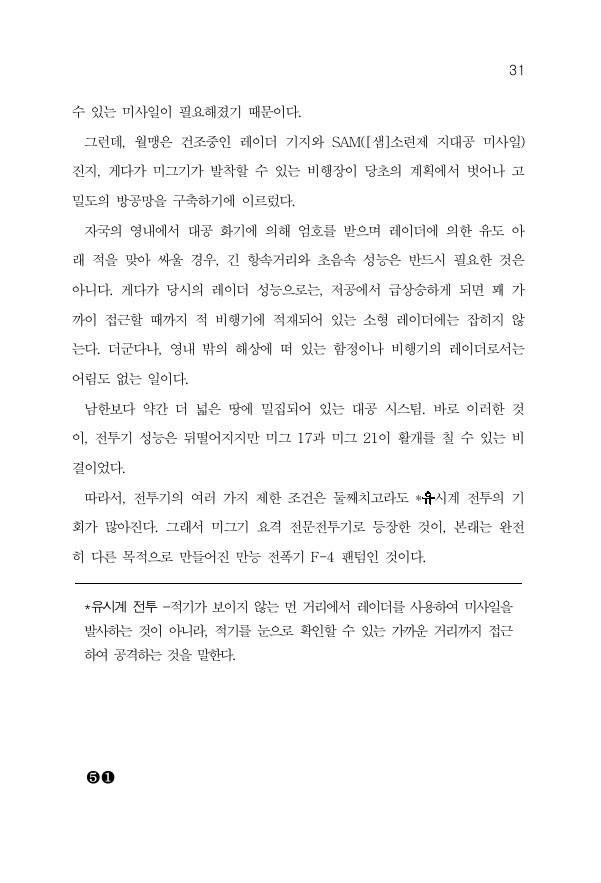 31
수 있는 미사일이 필요해졌기 때문이다.
그런데, 월맹은 건조중인 레이더 기지와 SAM([샘]소련제 지대공 미사일)
진지, 게다가 미그기가 발착할 수 있는 비행장이 당초의 계획에서 벗어나 고
밀도의 방공망을 구축하기에 이르렀다.
자국의 영내에서 대공 화기에 의해 엄호를 받으며 레이더에 의한 유도 아
래 적을 맞아 싸울 경우, 긴 항속거리와 초음속 성능은 반드시 필요한 것은
아니다. 게다가 당시의 레이더 성능으로는, 저공에서 급상승하게 되면 꽤 가
까이 접근할 때까지 적 비행기에 적재되어 있는 소형 레이더에는 잡히지 않
는다. 더군다나, 영내 밖의 해상에 떠 있는 함정이나 비행기의 레이더로서는
어림도 없는 일이다.
남한보다 약간 더 넓은 땅에 밀집되어 있는 대공 시스팀. 바로 이러한 것
이, 전투기 성능은 뒤떨어지지만 미그 17과 미그 21이 활개를 칠 수 있는 비
결이었다.
따라서, 전투기의 여러 가지 제한 조건은 둘째치고라도 *유시계 전투의 기
회가 많아진다. 그래서 미그기 요격 전문전투기로 등장한 것이, 본래는 완전
히 다른 목적으로 만들어진 만능 전폭기 F-4 팬텀인 것이다.
*유시계 전투 -적기가 보이지 않는 먼 거리에서 레이더를 사용하여 미사일을
발사하는 것이 아니라, 적기를 눈으로 확인할 수 있는 가까운 거리까지 접근
하여 공격하는 것을 말한다.
❺❶